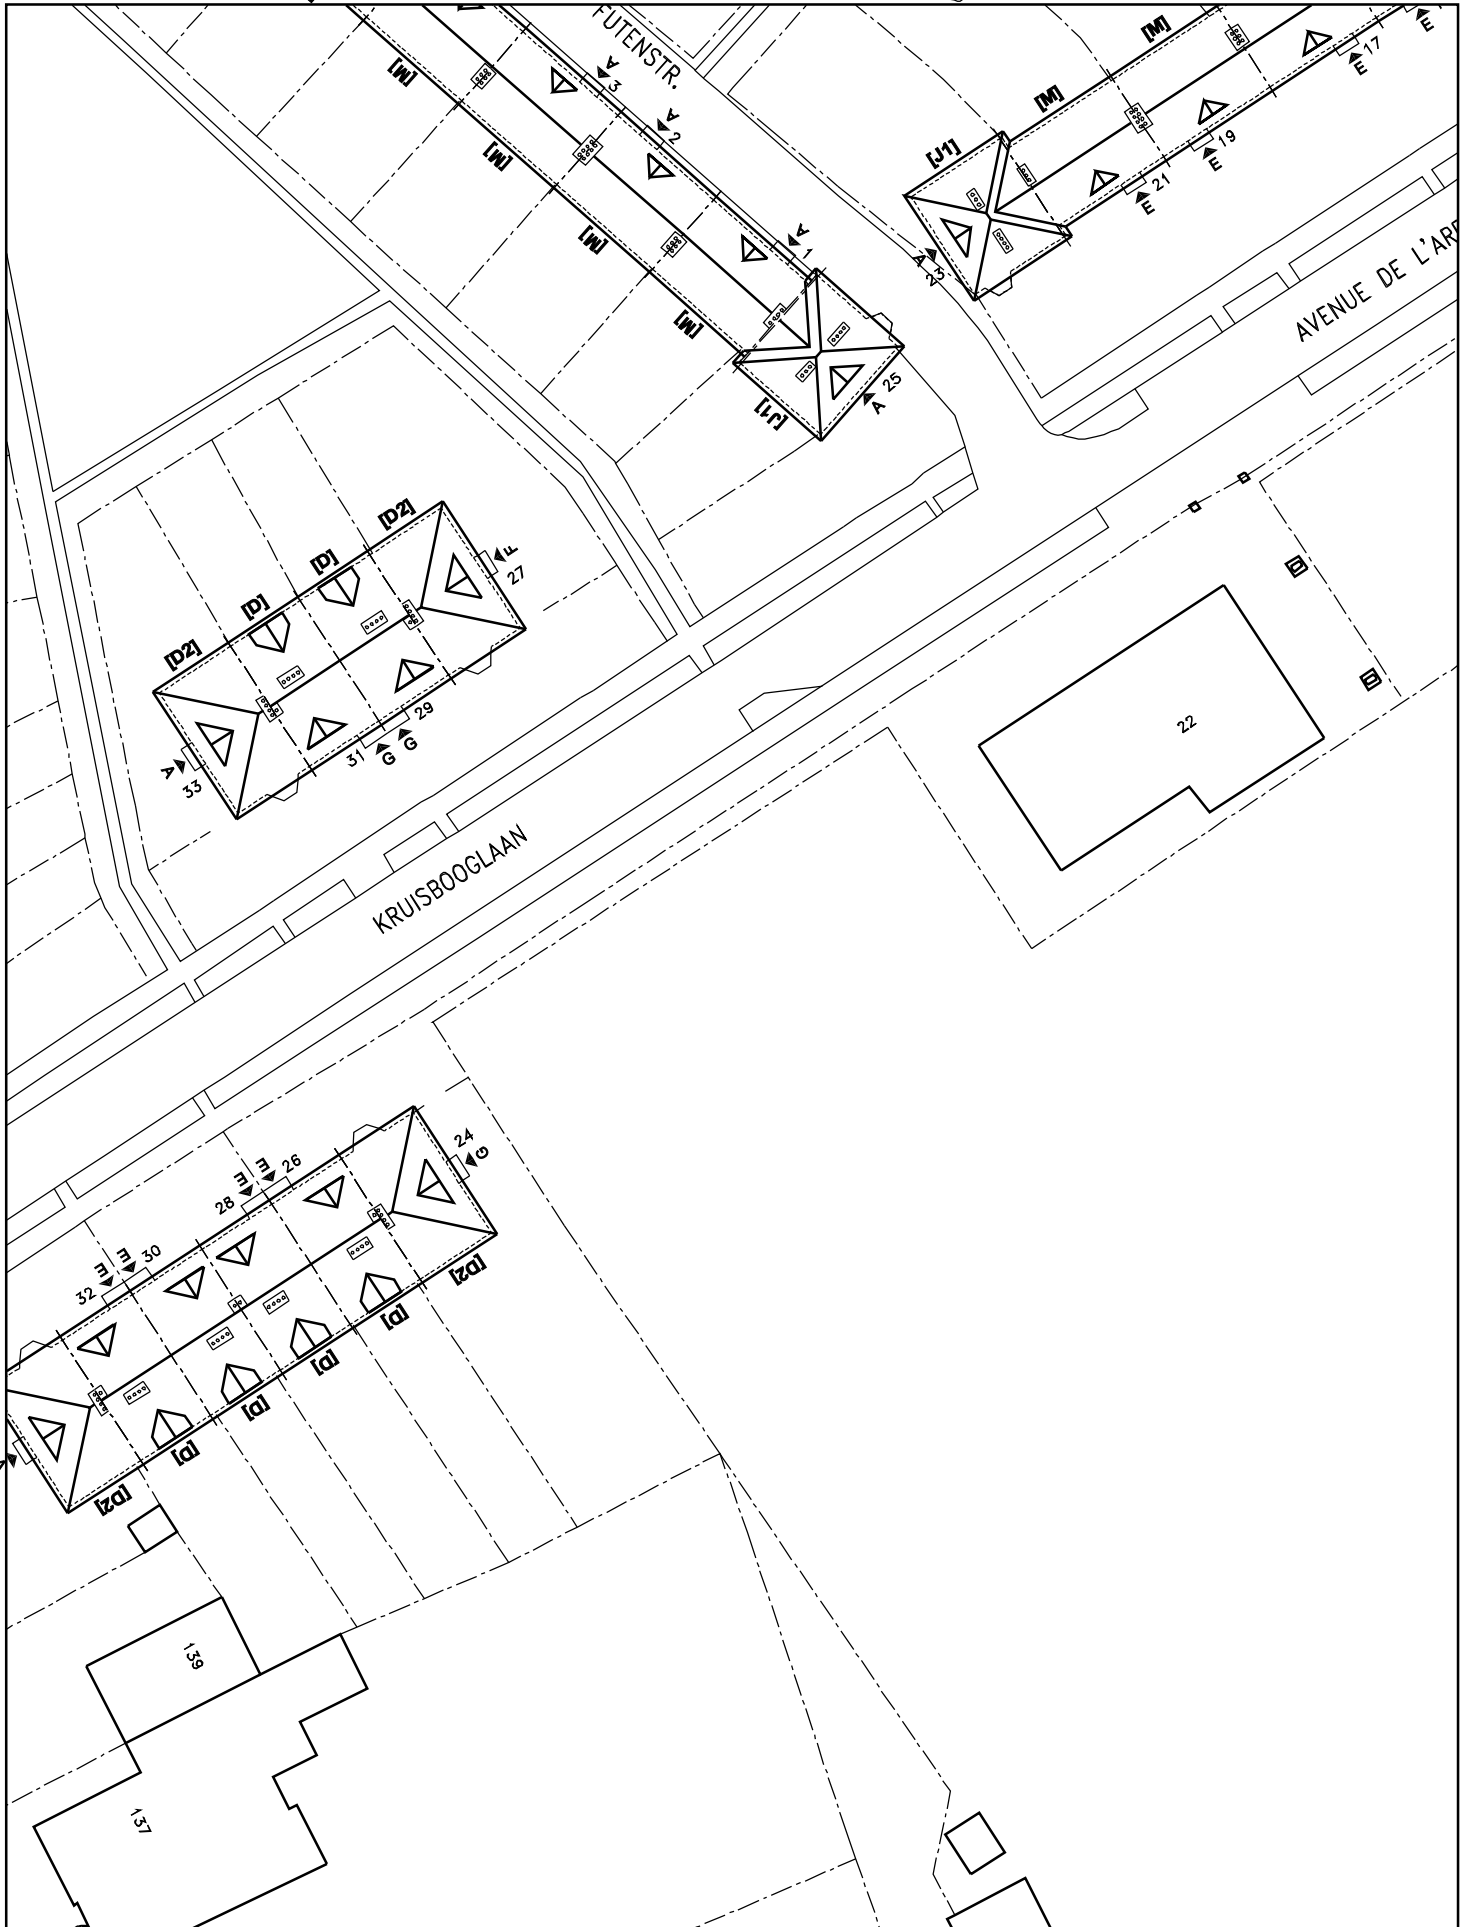 FUTENSTR.
[M]
[M]
[M]
[M]
[J1]
A
3
A
2
A
1
A
25
[M]
[M]
[J1]
E
17
E
19
E
21
E
A
23
AVENUE DE L'AR
[D2]
[D]
[D]
[D2]
F
27
29
G
G
31
A
33
22
KRUISBOOGLAAN
24
G
26
E
E
28
30
E
E
32
[D2]
[D]
[D]
[D]
[D]
[D2]
139
137